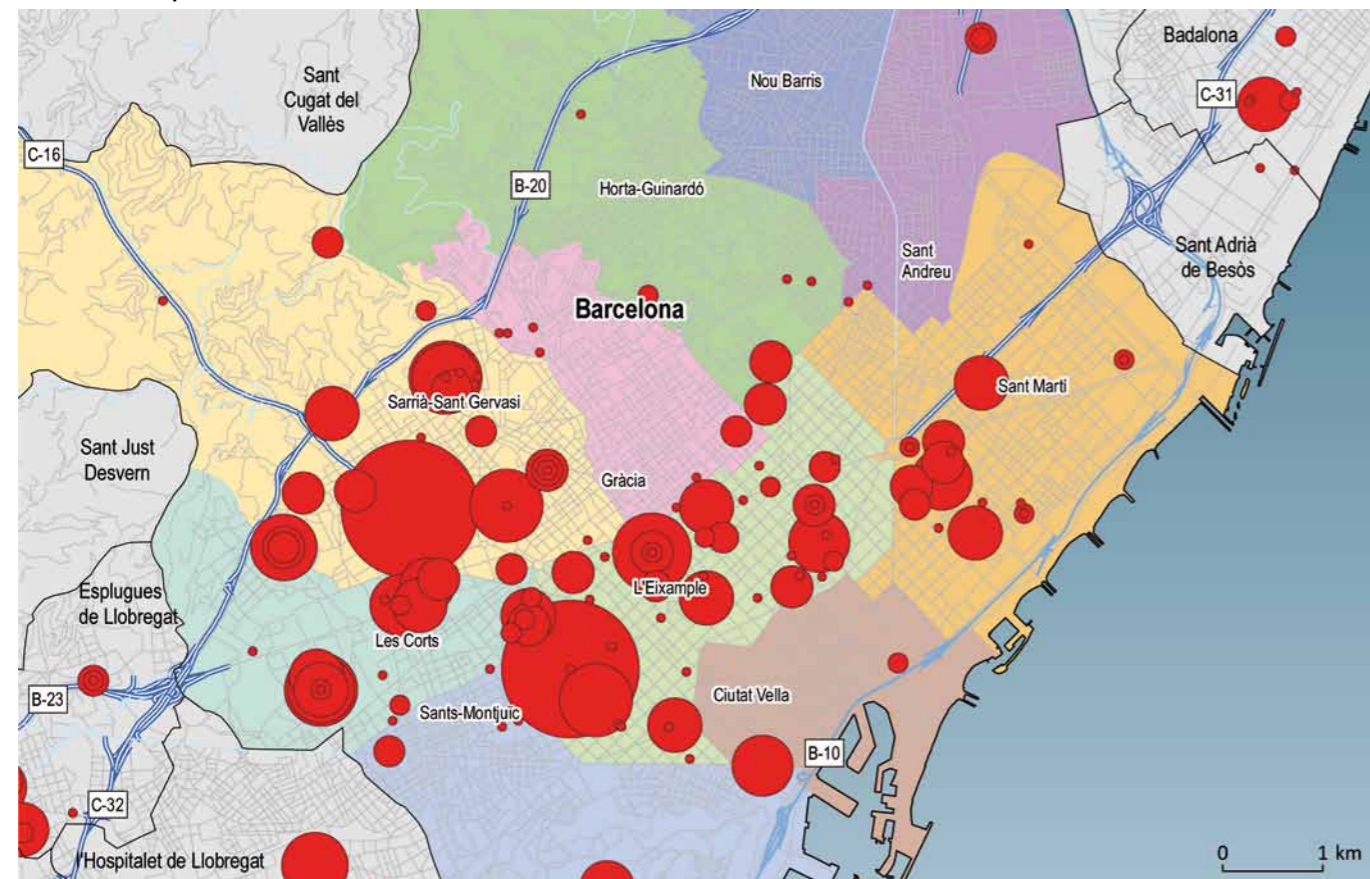 Badalona
Sant
Cugat del
Vallès
Nou Barris
C-31
C-16
B-20
Horta-Guinardó
Sant
Andreu
Sant Adrià
de Besòs
Barcelona
Sant Martí
Sarrià-Sant Gervasi
Sant Just
Desvern
Gràcia
Esplugues
de Llobregat
L'Eixample
Les Corts
B-23
Ciutat Vella
Sants-Montjuïc
B-10
C-32
l'Hospitalet de Llobregat
0 1 km